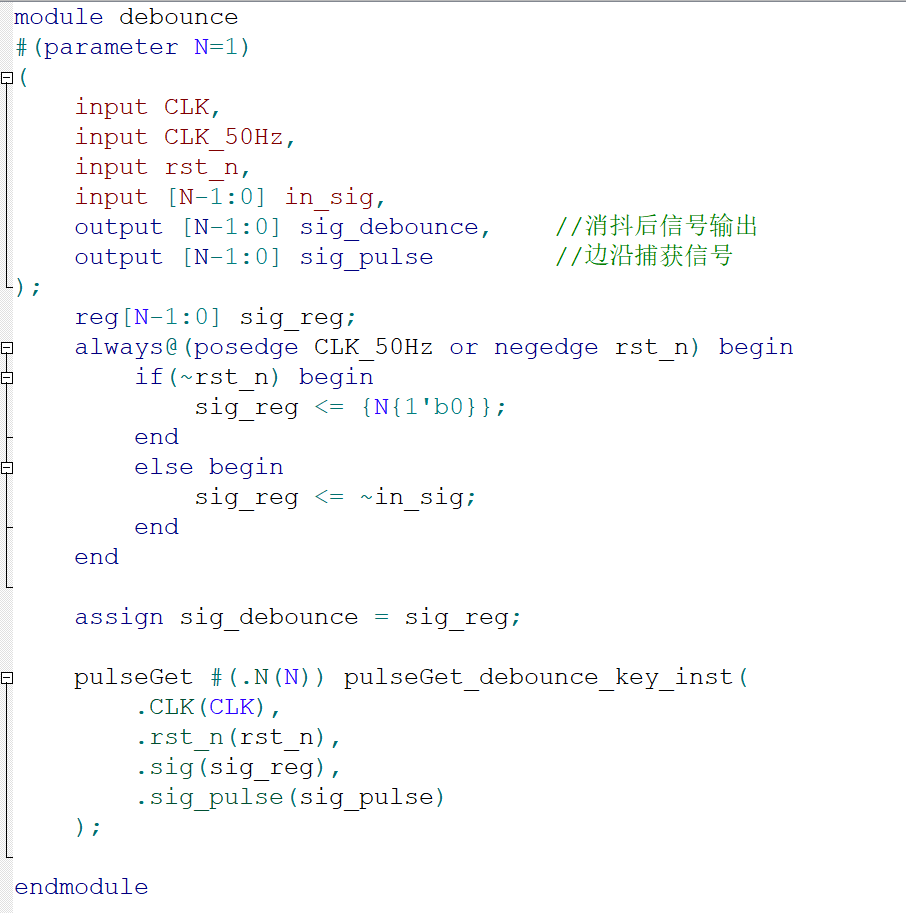 module debounce
#(parameter N=1)
(
    input CLK,
    input CLK_50Hz,
    input rst_n,
    input [N-1:0] in_sig,
    output [N-1:0] sig_debounce,    //消抖后信号输出
    output [N-1:0] sig_pulse        //边沿捕获信号
);
    reg[N-1:0] sig_reg;
    always@(posedge CLK_50Hz or negedge rst_n) begin
        if(~rst_n) begin
            sig_reg <= {N{1'b0}};
        end
        else begin
            sig_reg <= ~in_sig;
        end
    end

    assign sig_debounce = sig_reg;

    pulseGet #(.N(N)) pulseGet_debounce_key_inst(
        .CLK(CLK),
        .rst_n(rst_n),
        .sig(sig_reg),
        .sig_pulse(sig_pulse)
    );

endmodule